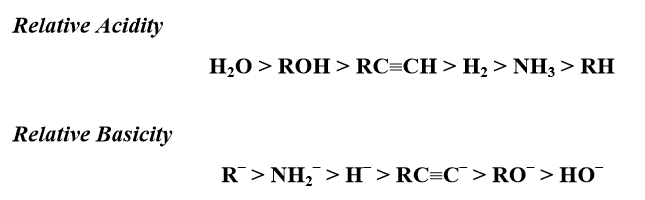 Relative Acidity
H₂O > ROH > RC≡CH > H₂ > NH₃ > RH
Relative Basicity
R⁻ > NH₂⁻ > H⁻ > RC≡C⁻ > RO⁻ > HO⁻